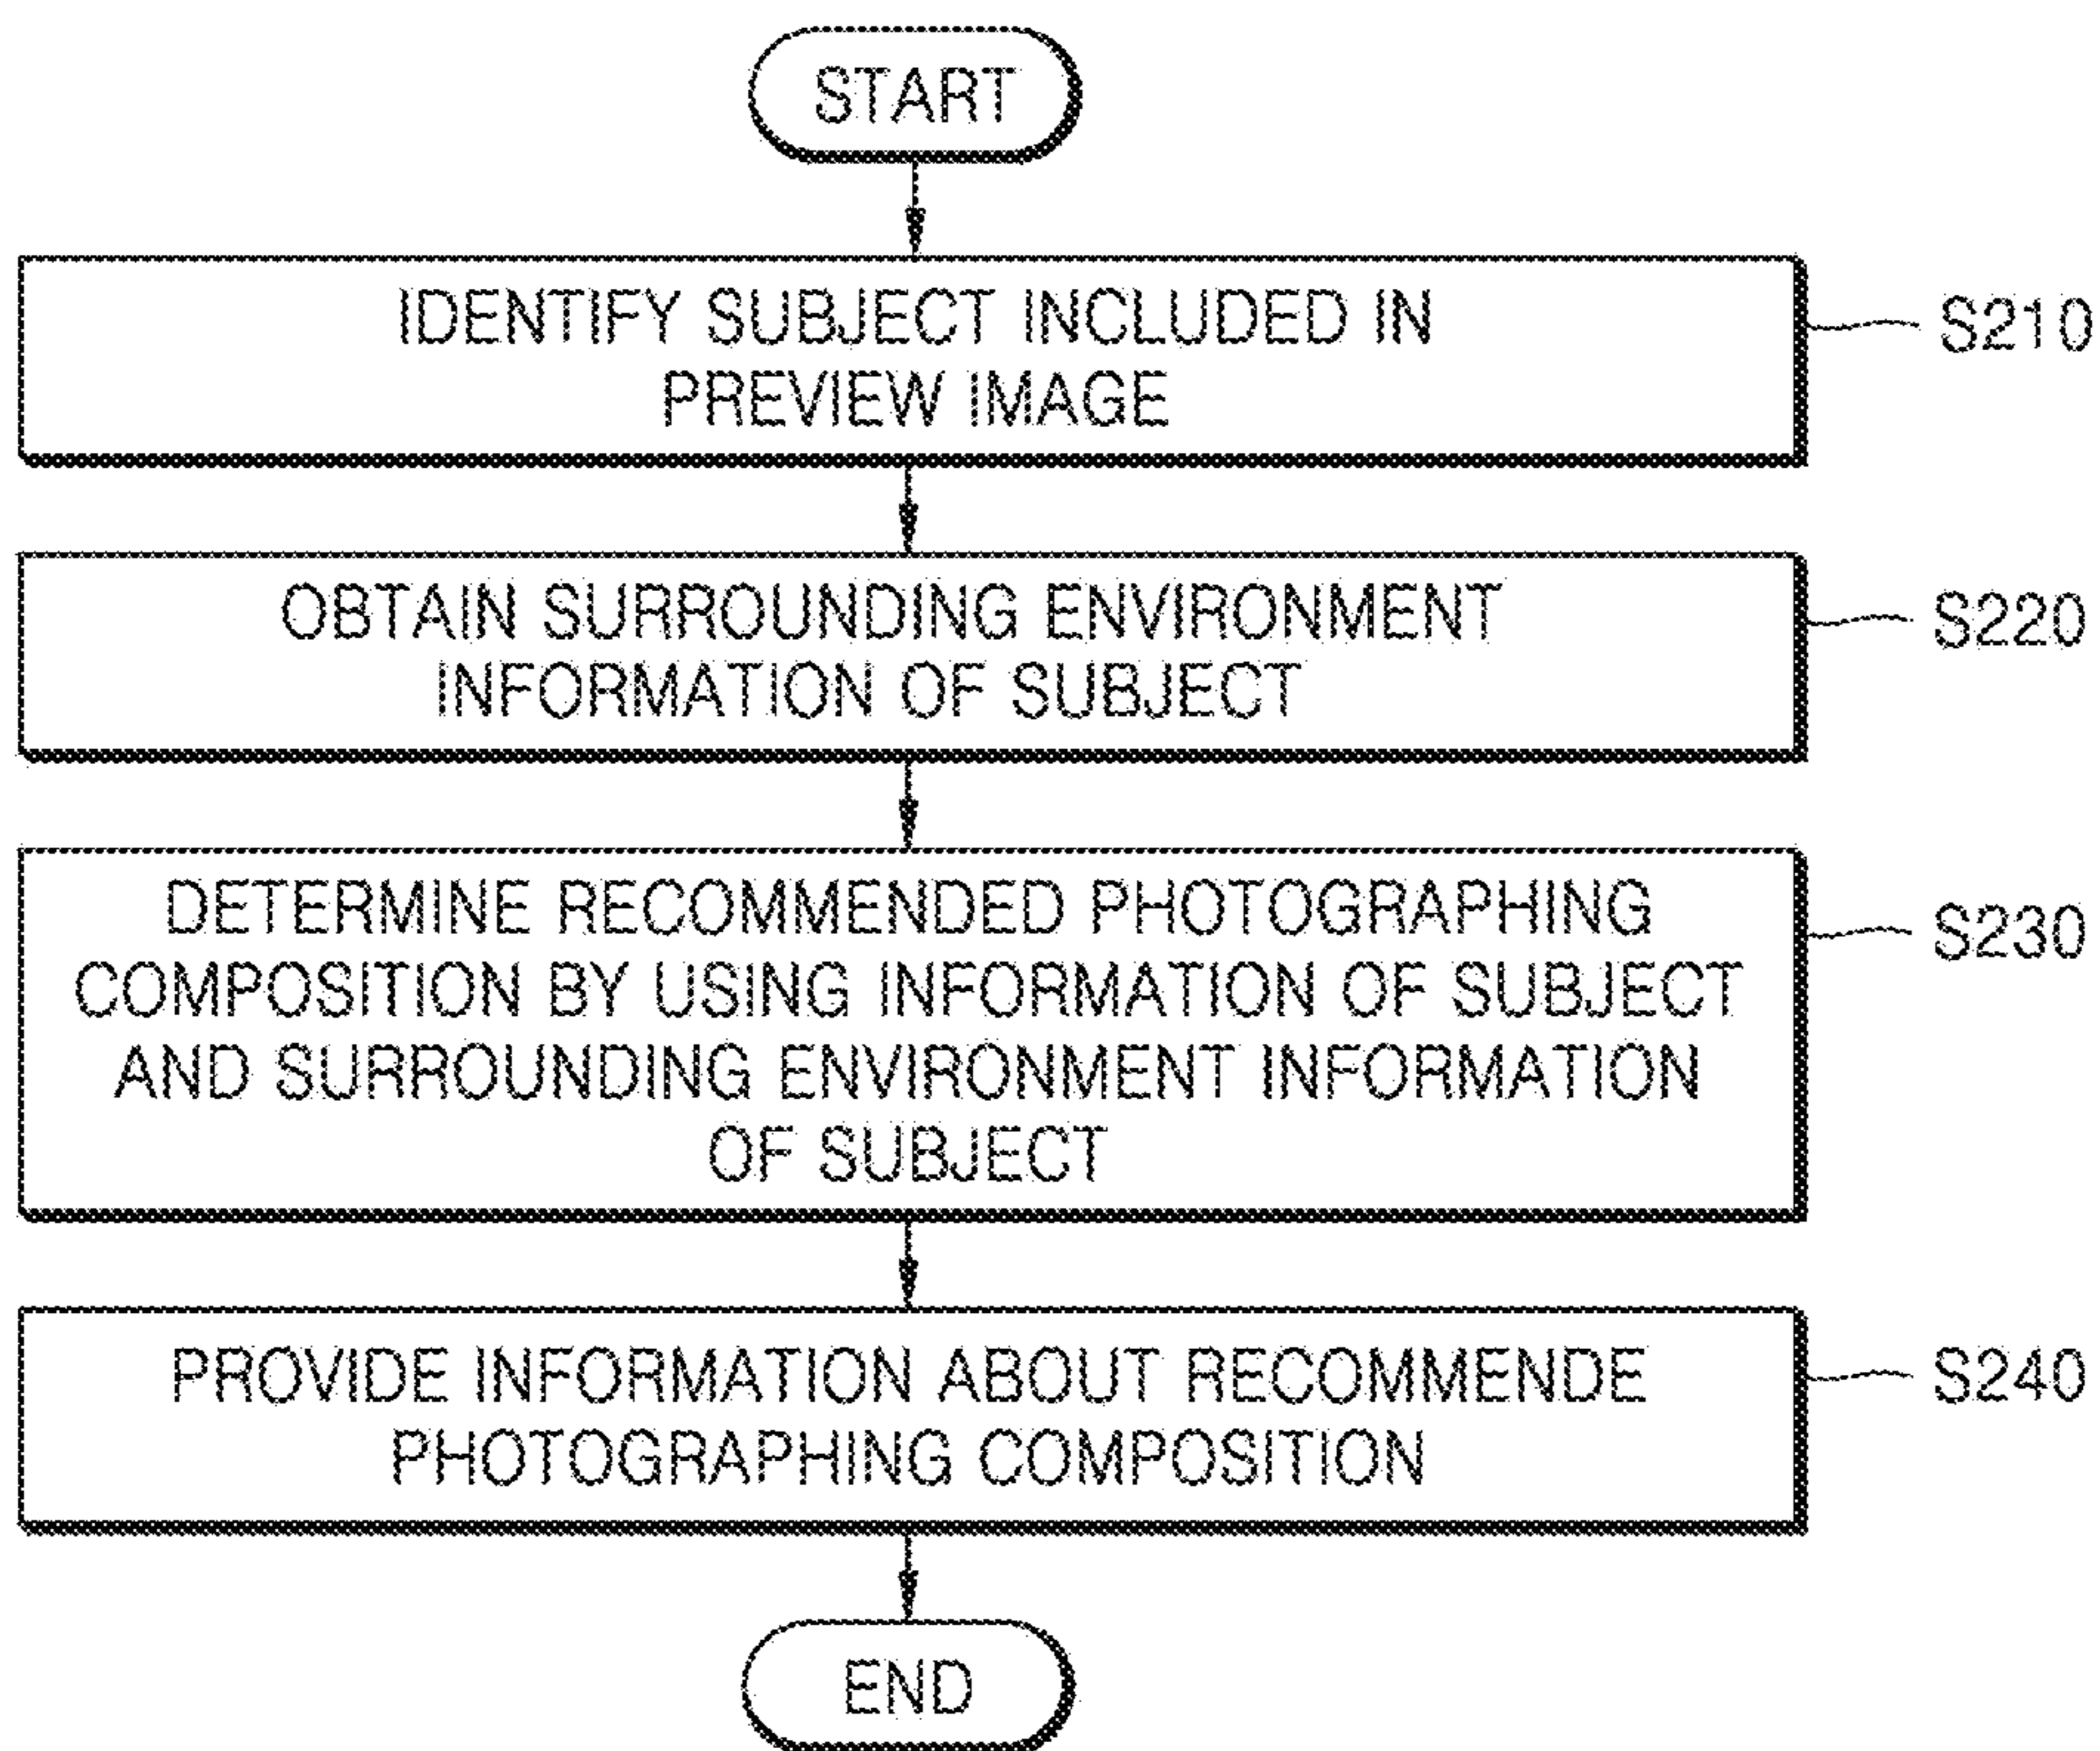 START
IDENTIFY SUBJECT INCLUDED IN
PREVIEW IMAGE
S210
OBTAIN SURROUNDING ENVIRONMENT
INFORMATION OF SUBJECT
S220
DETERMINE RECOMMENDED PHOTOGRAPHING
COMPOSITION BY USING INFORMATION OF SUBJECT
AND SURROUNDING ENVIRONMENT INFORMATION
OF SUBJECT
S230
PROVIDE INFORMATION ABOUT RECOMMENDE
PHOTOGRAPHING COMPOSITION
S240
END